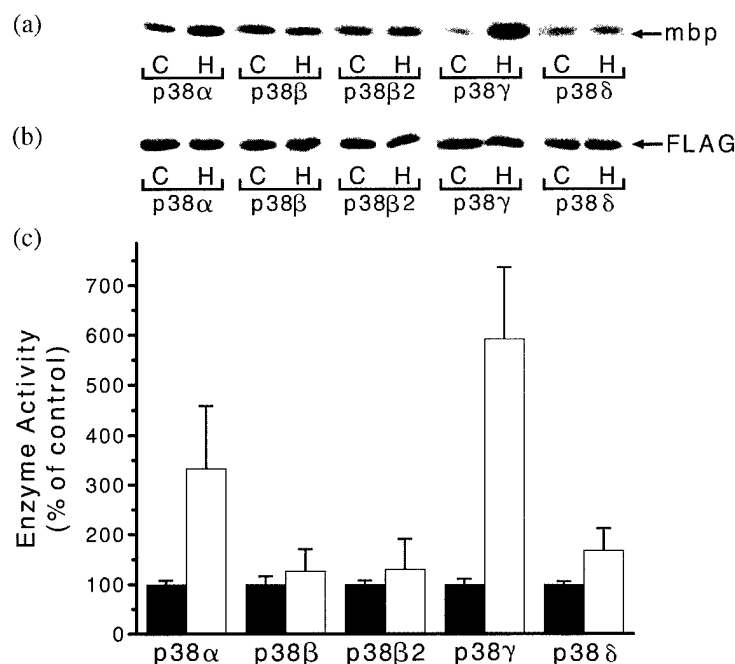 (a)
mbp
C H C H C H C H C H
p38α p38β p38β2 p38γ p38δ
(b)
FLAG
C H C H C H C H C H
p38α p38β p38β2 p38γ p38δ
(c)
Enzyme Activity
(% of control)
700
600
500
400
300
200
100
0
p38α p38β p38β2 p38γ p38δ